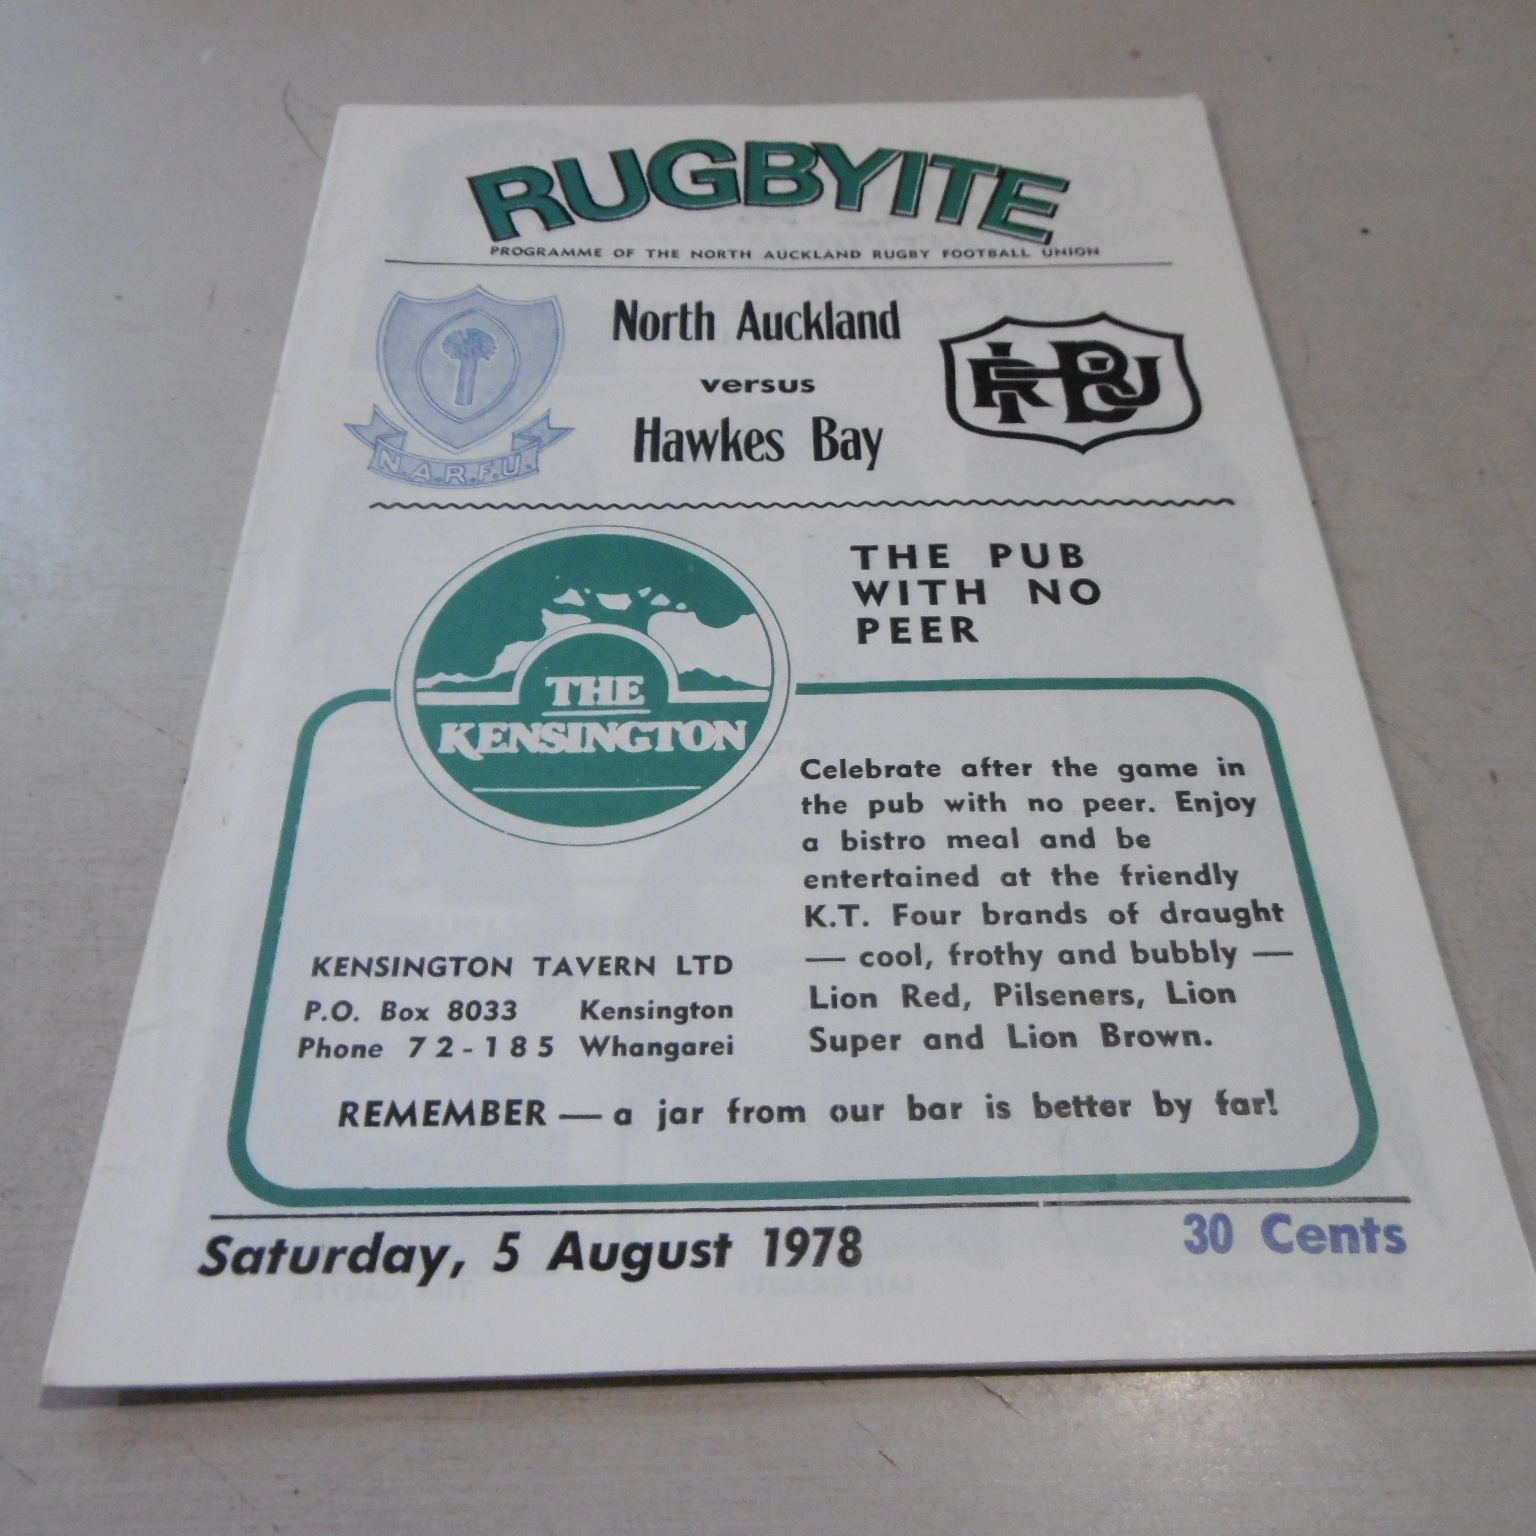 RUGBYITE
PROGRAMME OF THE NORTH AUCKLAND RUGBY FOOTBALL UNION
North Auckland
versus
Hawkes Bay
N.A.R.F.U.
HBRU
THE PUB
WITH NO
PEER
THE
KENSINGTON
Celebrate after the game in
the pub with no peer. Enjoy
a bistro meal and be
entertained at the friendly
K.T. Four brands of draught
— cool, frothy and bubbly —
Lion Red, Pilseners, Lion
Super and Lion Brown.
KENSINGTON TAVERN LTD
P.O. Box 8033 Kensington
Phone 72-185 Whangarei
REMEMBER — a jar from our bar is better by far!
Saturday, 5 August 1978
30 Cents